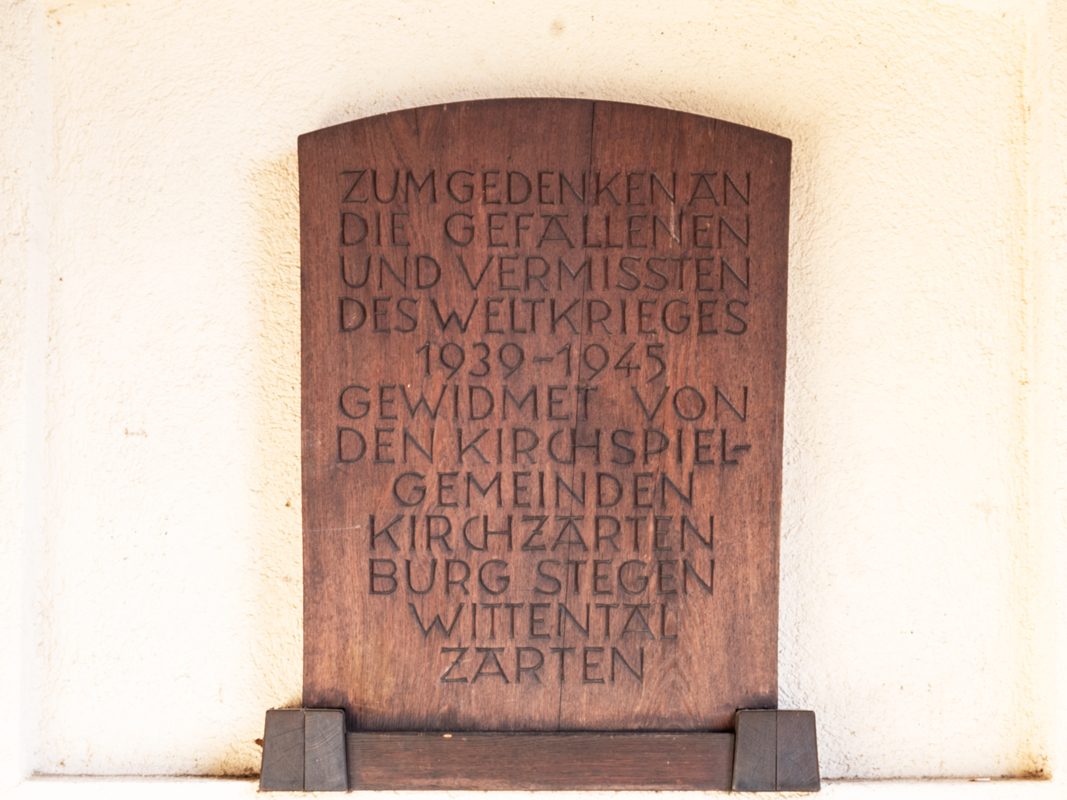 ZUM GEDENKEN AN
DIE GEFALLENEN
UND VERMISSTEN
DES WELTKRIEGES
1939-1945
GEWIDMET VON
DEN KIRCHSPIEL-
GEMEINDEN
KIRCHZARTEN
BURG STEGEN
WITTENTAL
ZARTEN